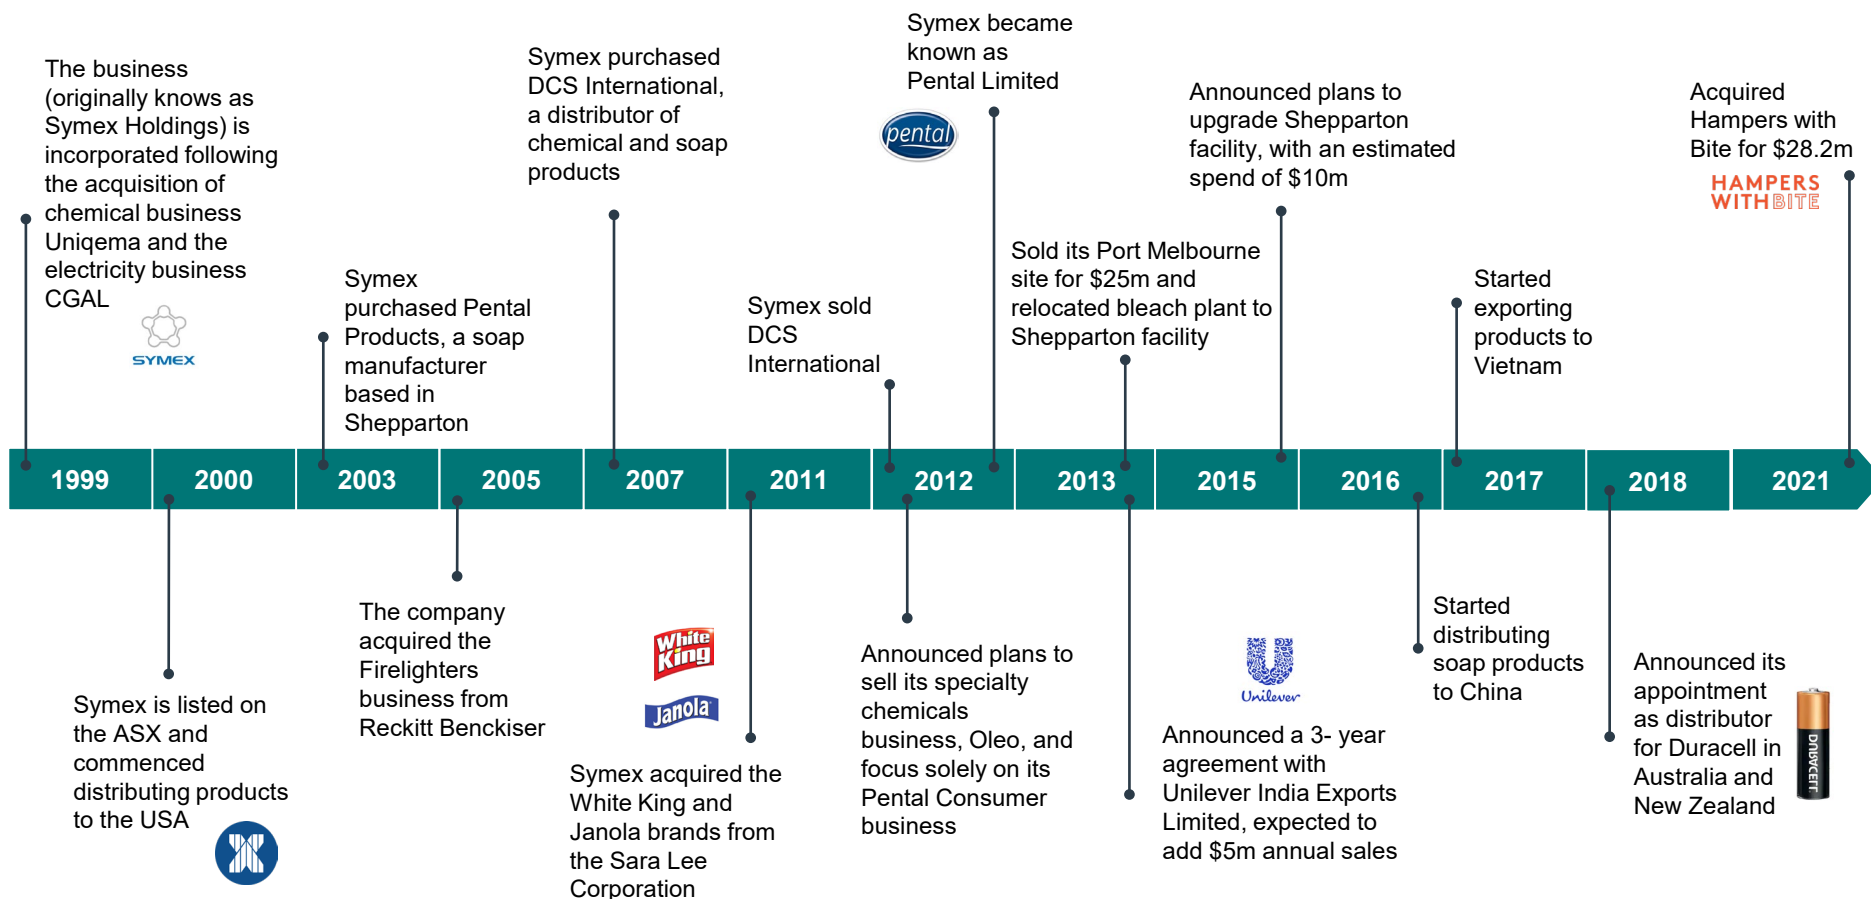 The business
(originally knows as
Symex Holdings) is
incorporated following
the acquisition of
chemical business
Uniqema and the
electricity business
CGAL
SYMEX
Symex
purchased Pental
Products, a soap
manufacturer
based in
Shepparton
Symex purchased
DCS International,
a distributor of
chemical and soap
products
Symex sold
DCS
International
Symex became
known as
Pental Limited
pental
Sold its Port Melbourne
site for $25m and
relocated bleach plant to
Shepparton facility
Announced plans to
upgrade Shepparton
facility, with an estimated
spend of $10m
Started
exporting
products to
Vietnam
Acquired
Hampers with
Bite for $28.2m
HAMPERS
WITHBITE
1999
2000
2003
2005
2007
2011
2012
2013
2015
2016
2017
2018
2021
Symex is listed on
the ASX and
commenced
distributing products
to the USA
The company
acquired the
Firelighters
business from
Reckitt Benckiser
White
King
Janola
Symex acquired the
White King and
Janola brands from
the Sara Lee
Corporation
Announced plans to
sell its specialty
chemicals
business, Oleo, and
focus solely on its
Pental Consumer
business
Unilever
Announced a 3- year
agreement with
Unilever India Exports
Limited, expected to
add $5m annual sales
Started
distributing
soap products
to China
Announced its
appointment
as distributor
for Duracell in
Australia and
New Zealand
DURACELL